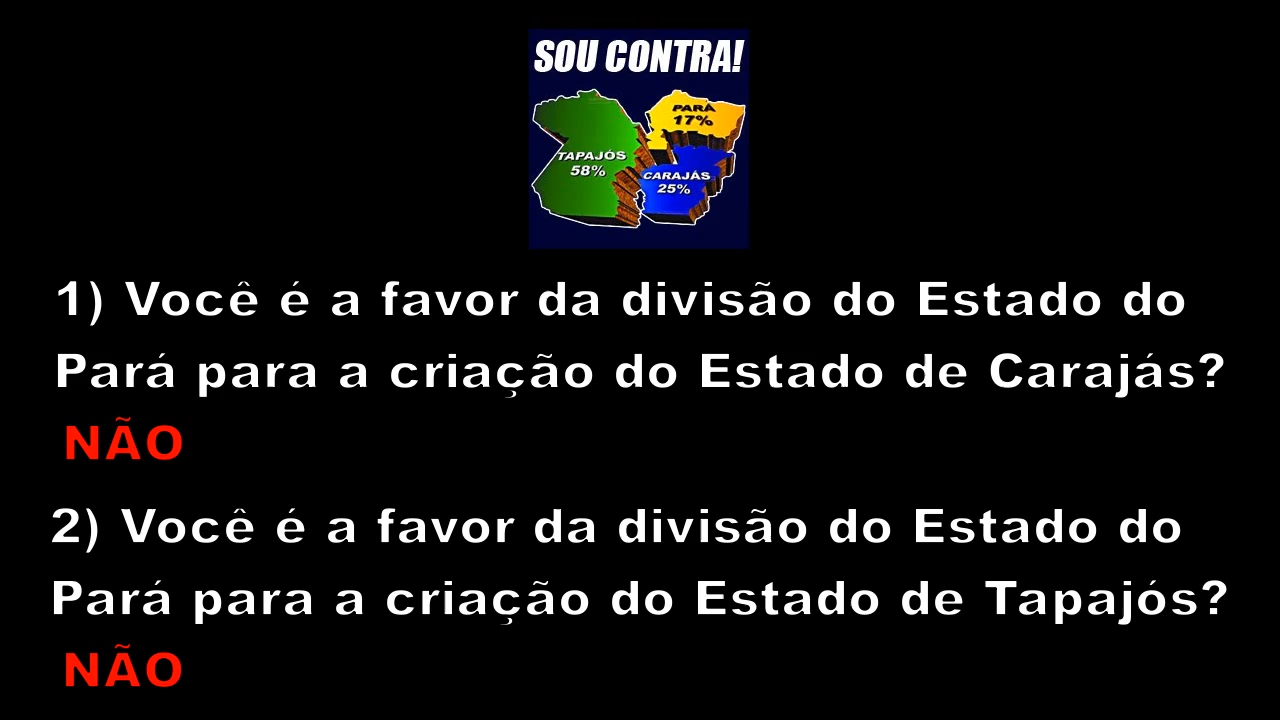 SOU CONTRA!
PARÁ
17%
TAPAJÓS
58%
CARAJÁS
25%
1) Você é a favor da divisão do Estado do
Pará para a criação do Estado de Carajás?
NÃO
2) Você é a favor da divisão do Estado do
Pará para a criação do Estado de Tapajós?
NÃO